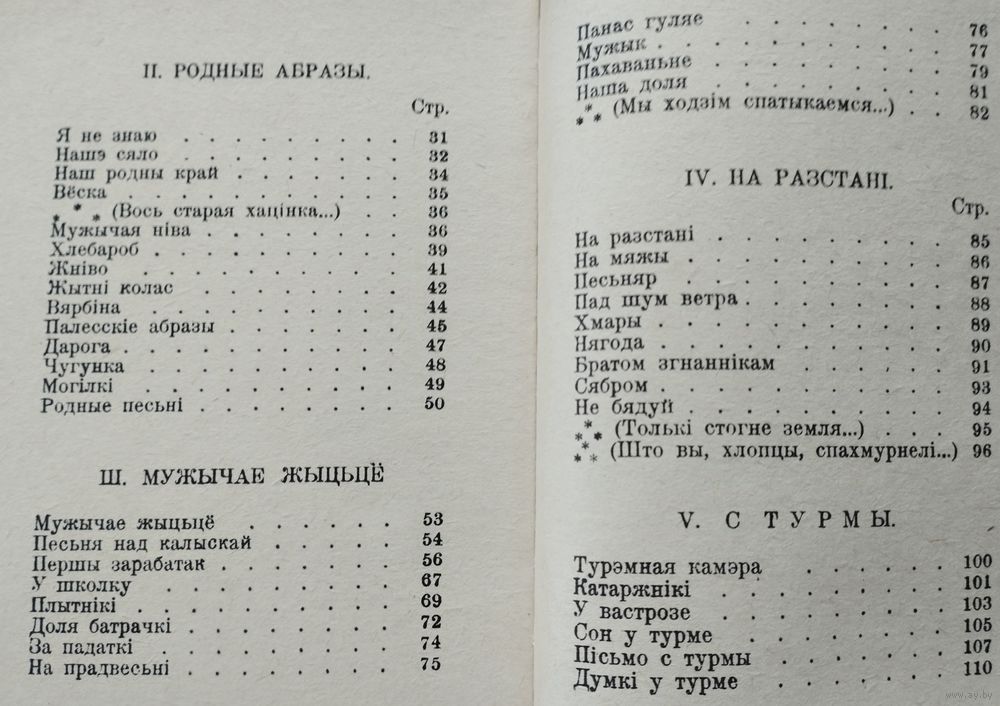 II. РОДНЫЕ АБРАЗЫ.
Стр.
Я не знаю . . . . . . . 31
Нашэ сяло . . . . . . . 32
Наш родны край . . . . . . 34
Вёска . . . . . . . . . 35
* * * (Вось старая хацінка...) . . 36
Мужычая ніва . . . . . . . 36
Хлебароб . . . . . . . . 39
Жніво . . . . . . . . 41
Жытні колас . . . . . . . 42
Вярбіна . . . . . . . . 44
Палесскіе абразы . . . . . . 45
Дарога . . . . . . . . . 47
Чугунка . . . . . . . . 48
Могілкі . . . . . . . . 49
Родные песьні . . . . . . . 50
Ш. МУЖЫЧАЕ ЖЫЦЬЦЁ
Мужычае жыцьцё . . . . . . 53
Песьня над калыскай . . . . . 54
Першы зарабатак . . . . . . 56
У школку . . . . . . . . 67
Плытнікі . . . . . . . . 69
Доля батрачкі . . . . . . . 72
За падаткі . . . . . . . . 74
На прадвесьні . . . . . . . 75
Панас гуляе . . . . . . . 76
Мужык . . . . . . . . . 77
Пахаваньне . . . . . . . . 79
Наша доля . . . . . . . . 81
* * * (Мы ходзім спатыкаемся...) . . 82
IV. НА РАЗСТАНІ.
Стр.
На разстані . . . . . . . . 85
На мяжы . . . . . . . . 86
Песьняр . . . . . . . . 87
Пад шум ветра . . . . . . . 88
Хмары . . . . . . . . . 89
Нягода . . . . . . . . . 90
Братом згнаннікам . . . . . 91
Сябром . . . . . . . . . 93
Не бядуй . . . . . . . . 94
* * * (Толькі стогне земля...) . . . 95
* * * (Што вы, хлопцы, спахмурнелі...) 96
V. С ТУРМЫ.
Турэмная камэра . . . . . . 100
Катаржнікі . . . . . . . . 101
У вастрозе . . . . . . . . 103
Сон у турме . . . . . . . 105
Пісьмо с турмы . . . . . . 107
Думкі у турме . . . . . . . 110
www.ay.by